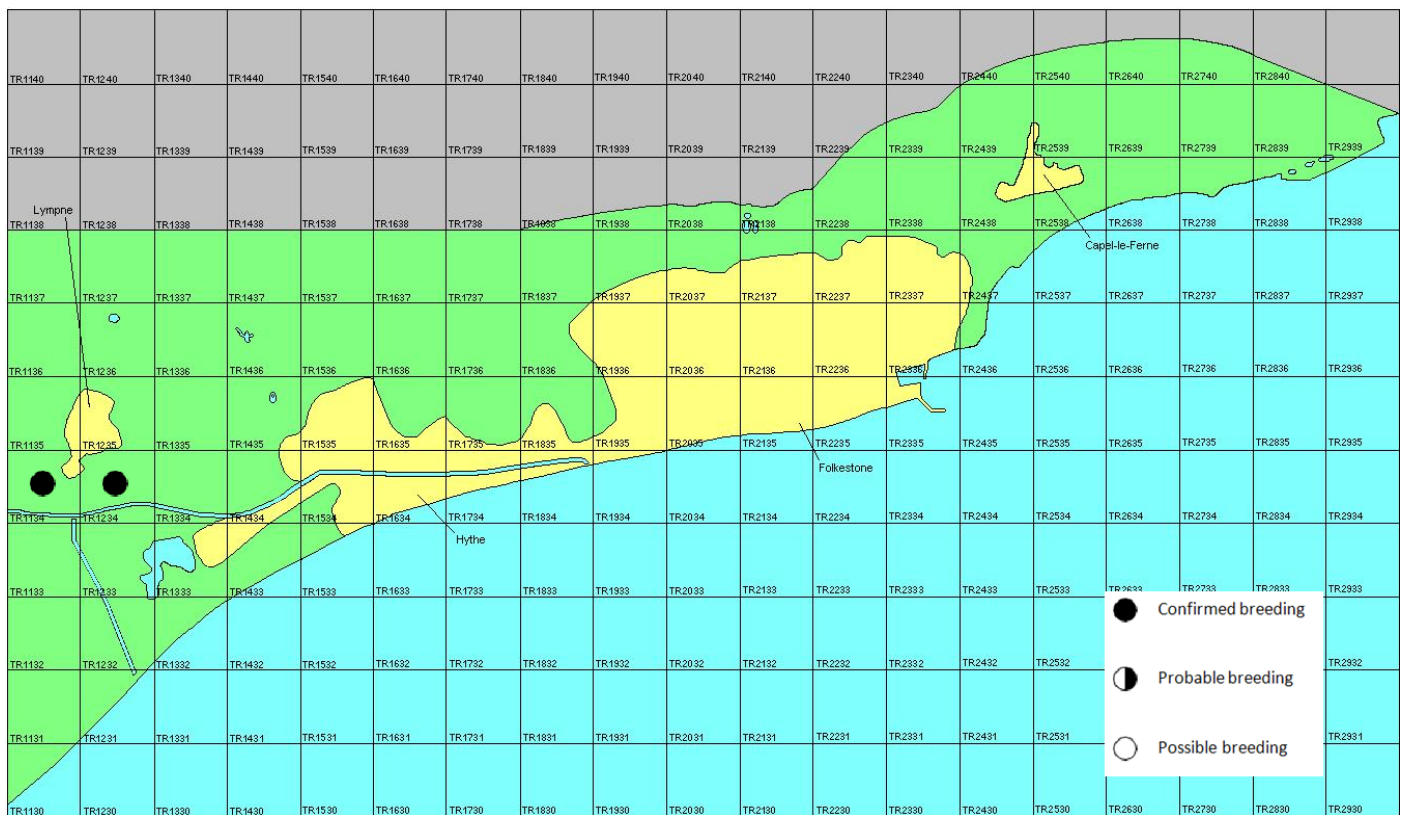 TR1140 TR1240 TR1340 TR1440 TR1540 TR1640 TR1740 TR1840 TR1940 TR2040 TR2140 TR2240 TR2340 TR2440 TR2540 TR2640 TR2740 TR2840
TR1139 TR1239 TR1339 TR1439 TR1539 TR1639 TR1739 TR1839 TR1939 TR2039 TR2139 TR2239 TR2339 TR2439 TR2539 TR2639 TR2739 TR2839 TR2939
Lympne
TR1138 TR1238 TR1338 TR1438 TR1538 TR1638 TR1738 TR1838 TR1938 TR2038 TR2138 TR2238 TR2338 TR2438 TR2538 TR2638 TR2738 TR2838 TR2938
Capel-le-Ferne
TR1137 TR1237 TR1337 TR1437 TR1537 TR1637 TR1737 TR1837 TR1937 TR2037 TR2137 TR2237 TR2337 TR2437 TR2537 TR2637 TR2737 TR2837 TR2937
TR1136 TR1236 TR1336 TR1436 TR1536 TR1636 TR1736 TR1836 TR1936 TR2036 TR2136 TR2236 TR2336 TR2436 TR2536 TR2636 TR2736 TR2836 TR2936
TR1135 TR1235 TR1335 TR1435 TR1535 TR1635 TR1735 TR1835 TR1935 TR2035 TR2135 TR2235 TR2335 TR2435 TR2535 TR2635 TR2735 TR2835 TR2935
Folkestone
TR1134 TR1234 TR1334 TR1434 TR1534 TR1634 TR1734 TR1834 TR1934 TR2034 TR2134 TR2234 TR2334 TR2434 TR2534 TR2634 TR2734 TR2834 TR2934
Hythe
TR1133 TR1233 TR1333 TR1433 TR1533 TR1633 TR1733 TR1833 TR1933 TR2033 TR2133 TR2233 TR2333 TR2433 TR2533 TR2633 TR2733 TR2833 TR2933
Confirmed breeding
TR1132 TR1232 TR1332 TR1432 TR1532 TR1632 TR1732 TR1832 TR1932 TR2032 TR2132 TR2232 TR2332 TR2432 TR2532 TR2932
Probable breeding
TR1131 TR1231 TR1331 TR1431 TR1531 TR1631 TR1731 TR1831 TR1931 TR2031 TR2131 TR2231 TR2331 TR2431 TR2531 TR2931
Possible breeding
TR1130 TR1230 TR1330 TR1430 TR1530 TR1630 TR1730 TR1830 TR1930 TR2030 TR2130 TR2230 TR2330 TR2430 TR2530 TR2630 TR2730 TR2830 TR2930